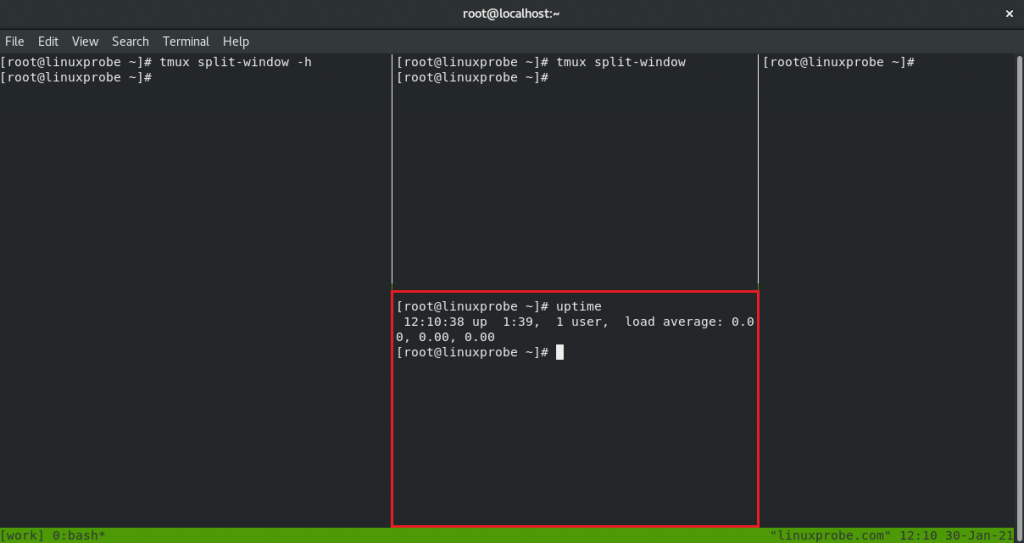 root@localhost:~
File Edit View Search Terminal Help
[root@linuxprobe ~]# tmux split-window -h
[root@linuxprobe ~]#
[root@linuxprobe ~]# tmux split-window
[root@linuxprobe ~]#
[root@linuxprobe ~]# uptime
 12:10:38 up  1:39,  1 user,  load average: 0.0
0, 0.00, 0.00
[root@linuxprobe ~]#
[root@linuxprobe ~]#
[work] 0:bash* "linuxprobe.com" 12:10 30-Jan-21